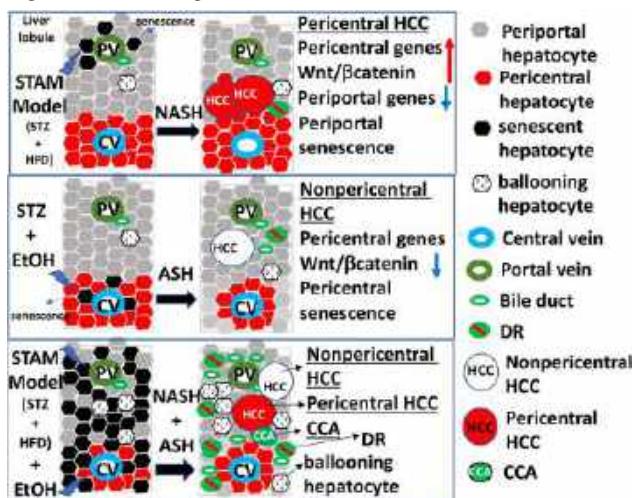 Liver
lobule
senescence
PV
STAM
Model
(STZ
+
HFD)
CV
NASH
PV
HCC
HCC
Pericentral HCC
Pericentral genes
Wnt/βcatenin
Periportal genes
Periportal
senescence
STZ
+
EtOH
senescence
PV
CV
ASH
PV
HCC
CV
Nonpericentral
HCC
Pericentral genes
Wnt/βcatenin
Pericentral
senescence
STAM
Model
(STZ
+
HFD)
+
EtOH
PV
CV
NASH
+
ASH
PV
HCC
HCC
CCA
CV
Nonpericentral
HCC
Pericentral HCC
CCA
DR
ballooning
hepatocyte
Periportal
hepatocyte
Pericentral
hepatocyte
senescent
hepatocyte
ballooning
hepatocyte
Central vein
Portal vein
Bile duct
DR
HCC
Nonpericentral
HCC
HCC
Pericentral
HCC
CCA
CCA